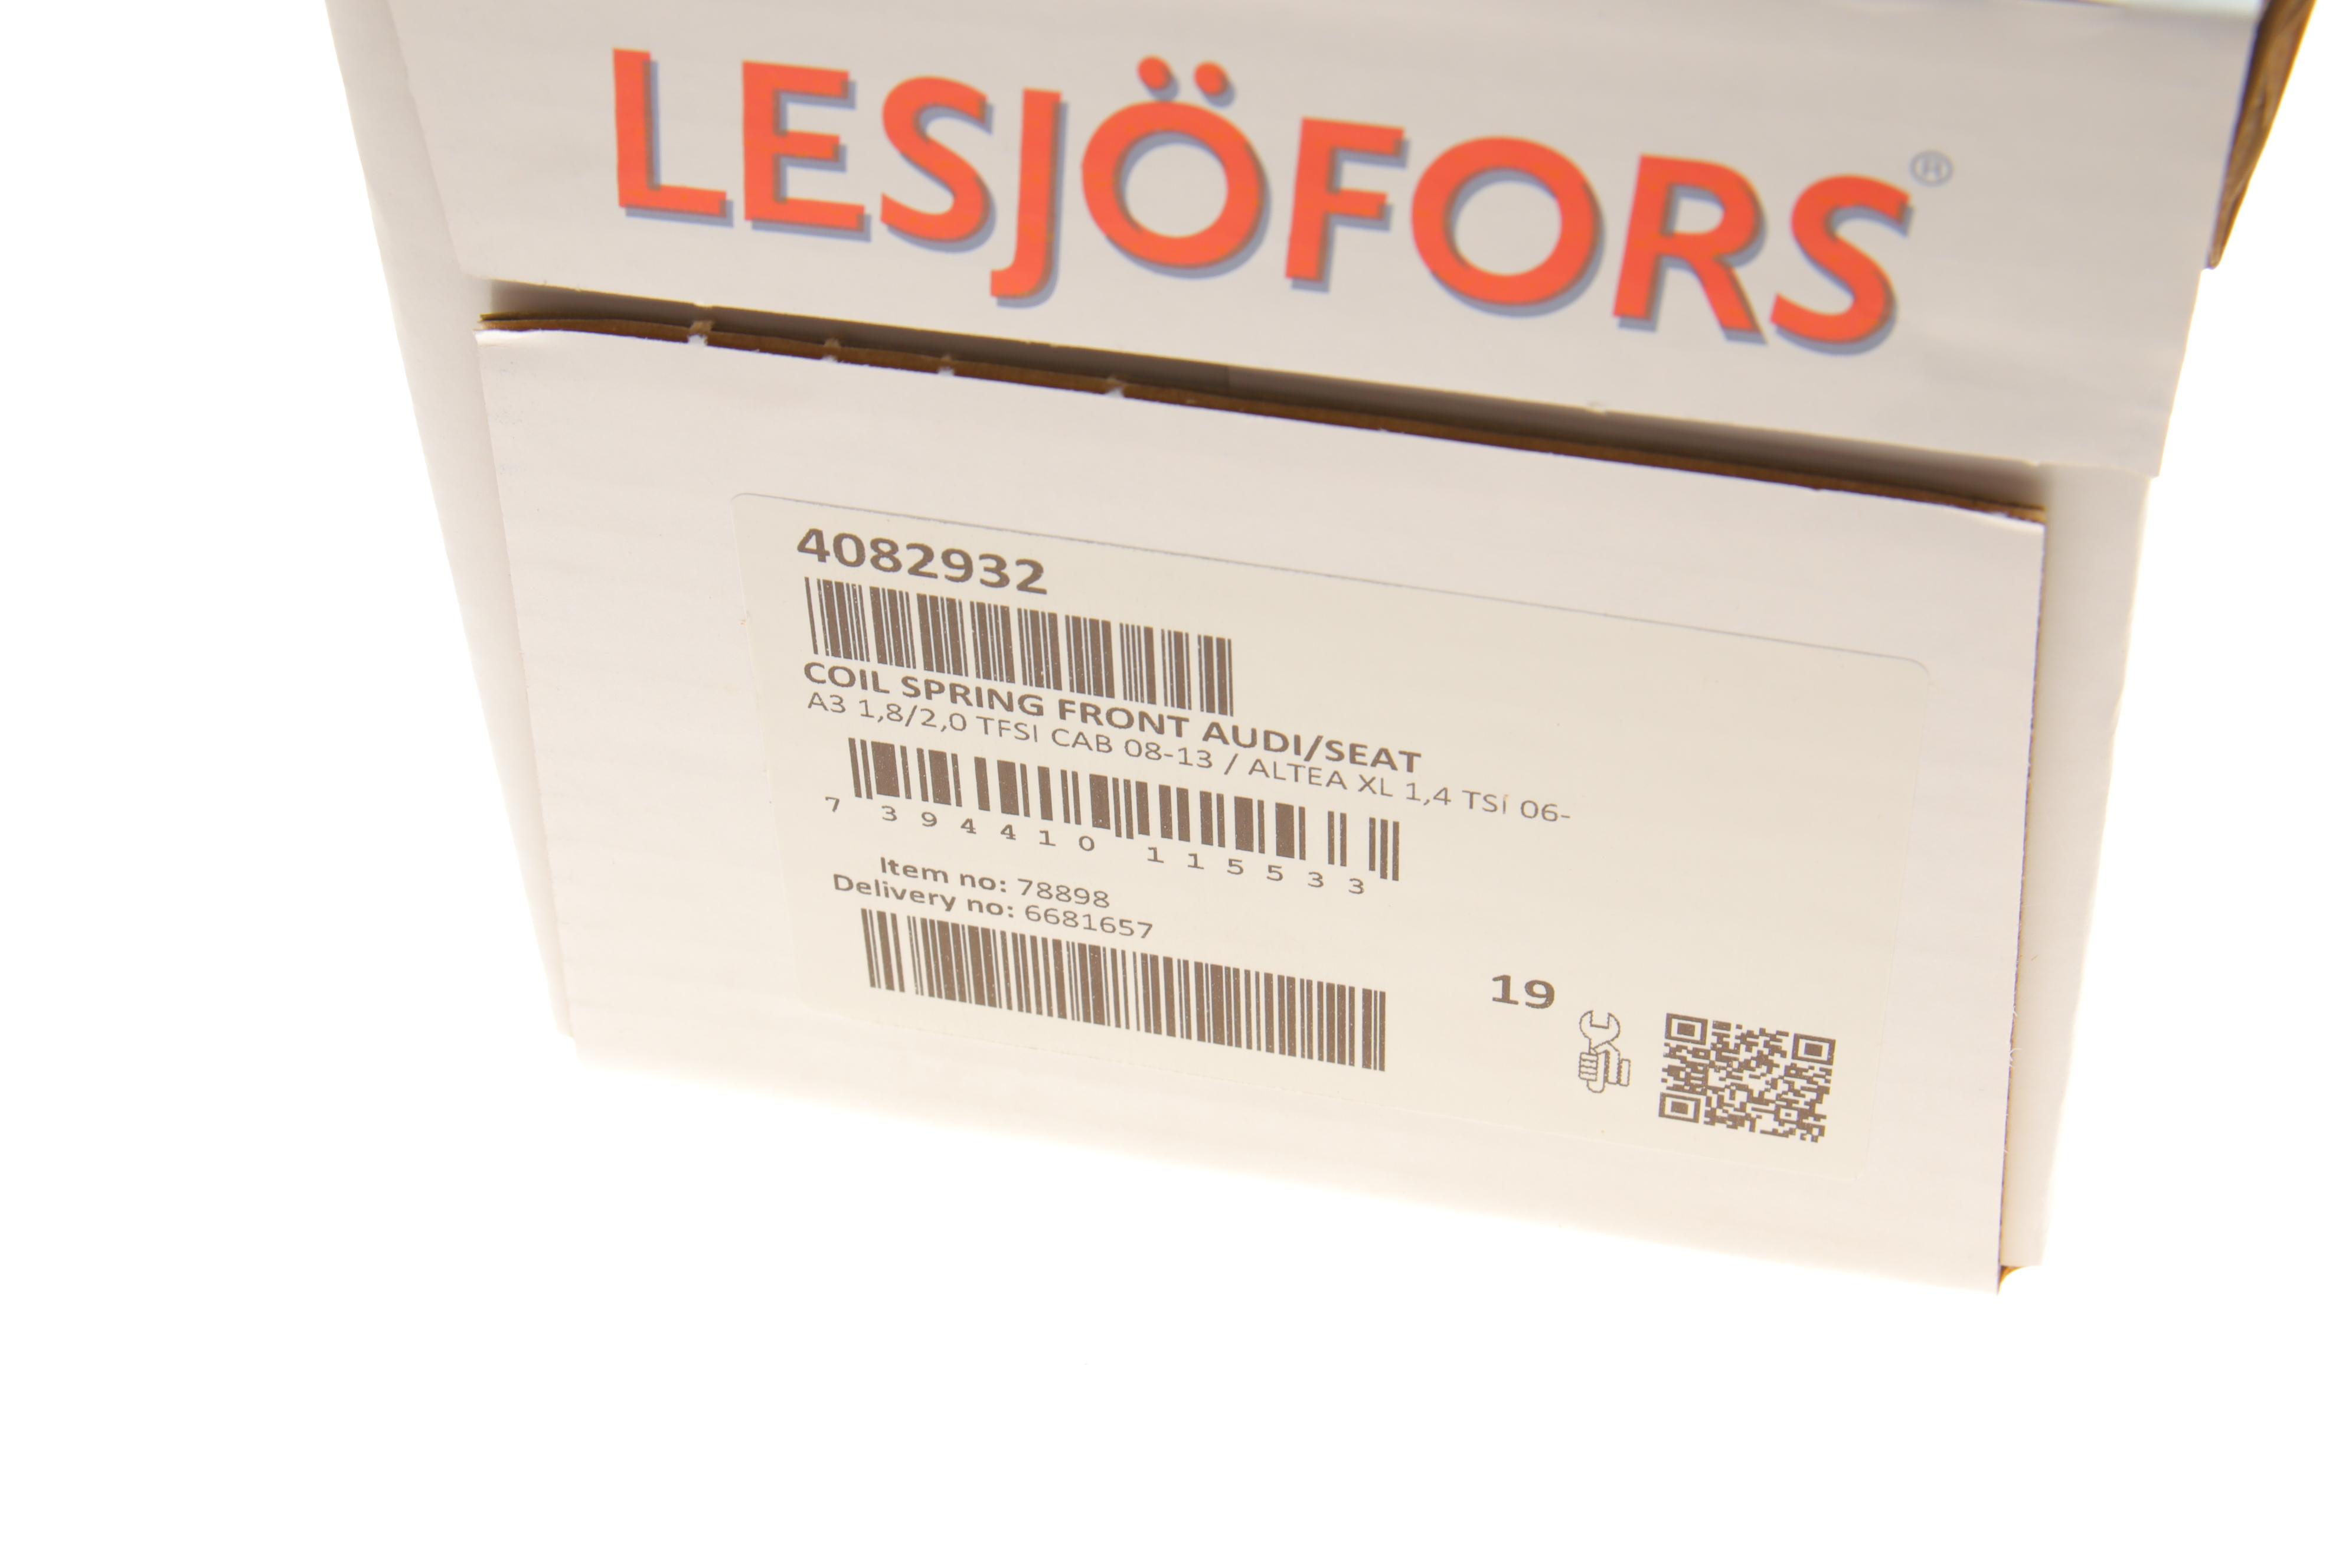 LESJÖFORS®
4082932
COIL SPRING FRONT AUDI/SEAT
A3 1,8/2,0 TFSI CAB 08-13 / ALTEA XL 1,4 TSI 06-
7 394410 115533
Item no: 78898
Delivery no: 6681657
19